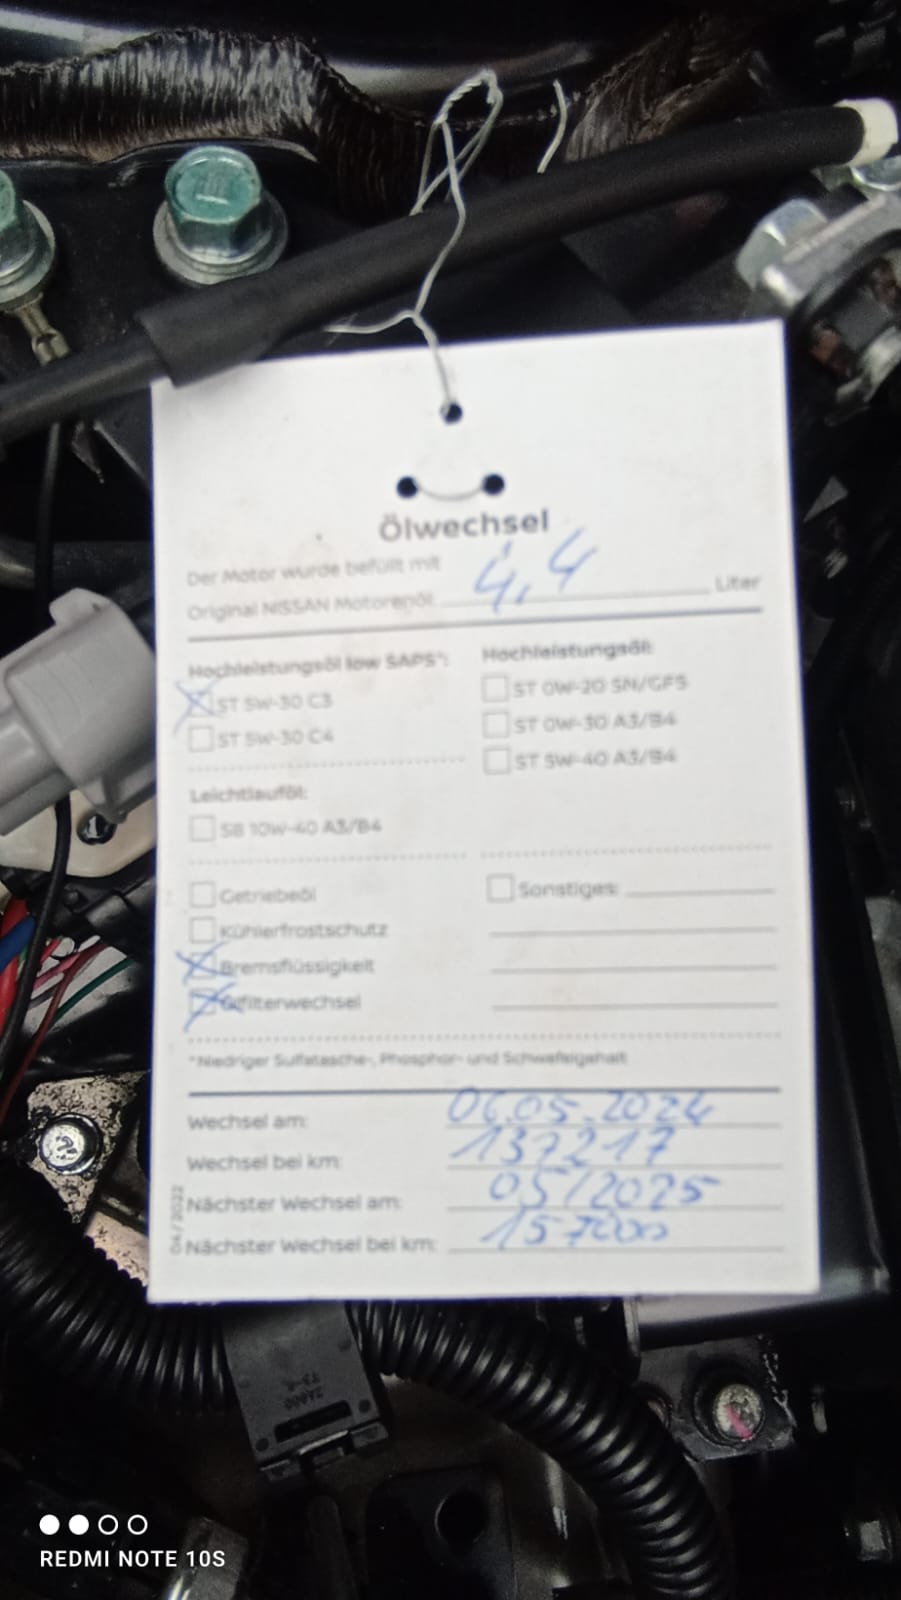 Ölwechsel
Der Motor wurde befüllt mit
Original NISSAN Motorenöl 4,4 Liter
Hochleistungsöl low SAPS*:
ST 5W-30 C3
ST 5W-30 C4
Hochleistungsöl:
ST 0W-20 SN/GF5
ST 0W-30 A3/B4
ST 5W-40 A3/B4
Leichtlauföl:
SB 10W-40 A3/B4
Getriebeöl
Kühlerfrostschutz
Bremsflüssigkeit
Ölfilterwechsel
Sonstiges:
*Niedriger Sulfatasche-, Phosphor- und Schwefelgehalt
Wechsel am: 06.05.2024
Wechsel bei km: 137217
Nächster Wechsel am: 05/2025
Nächster Wechsel bei km: 157200
04/2022
REDMI NOTE 10S